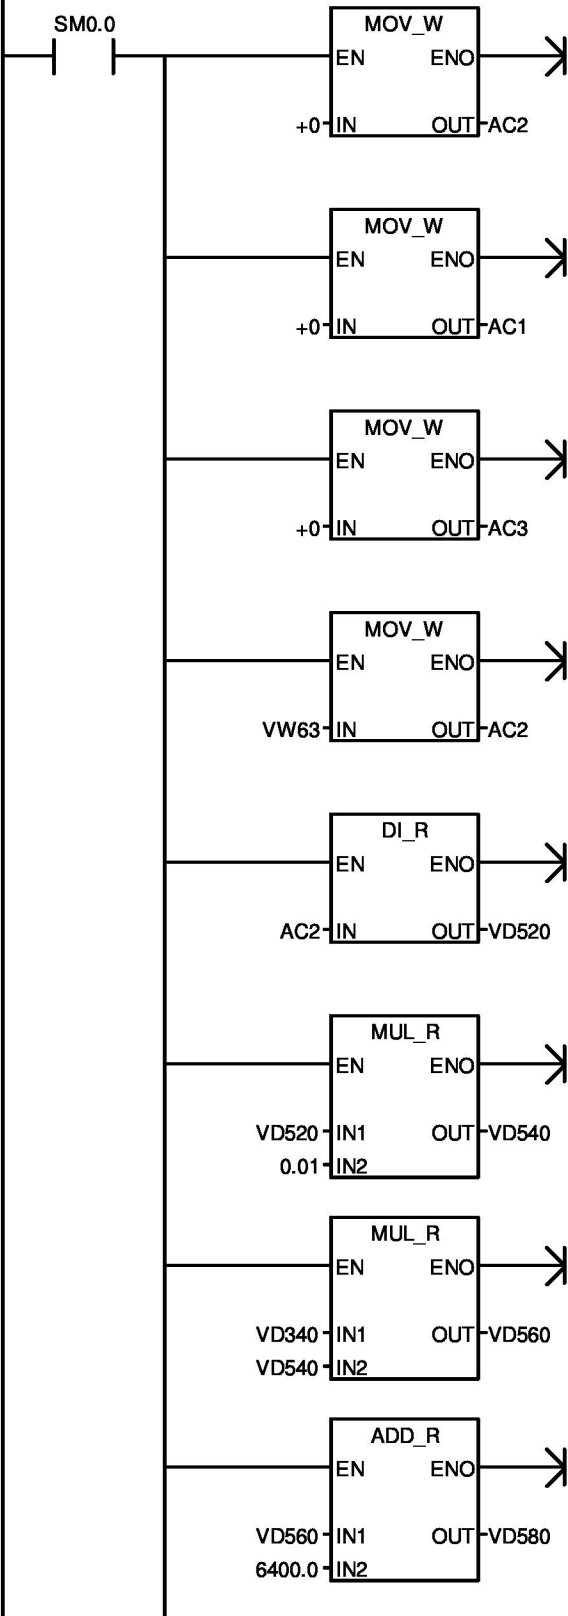 SM0.0
MOV_W
EN ENO
+0 IN OUT AC2
MOV_W
EN ENO
+0 IN OUT AC1
MOV_W
EN ENO
+0 IN OUT AC3
MOV_W
EN ENO
VW63 IN OUT AC2
DI_R
EN ENO
AC2 IN OUT VD520
MUL_R
EN ENO
VD520 IN1 OUT VD540
0.01 IN2
MUL_R
EN ENO
VD340 IN1 OUT VD560
VD540 IN2
ADD_R
EN ENO
VD560 IN1 OUT VD580
6400.0 IN2